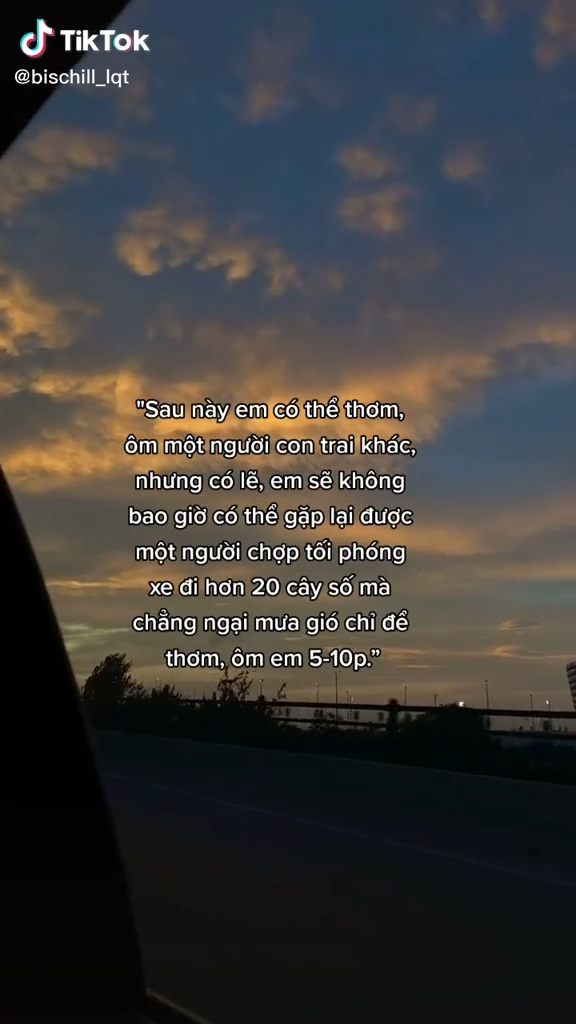 TikTok
@bischill_lqt
"Sau này em có thể thơm,
ôm một người con trai khác,
nhưng có lẽ, em sẽ không
bao giờ có thể gặp lại được
một người chợp tối phóng
xe đi hơn 20 cây số mà
chẳng ngại mưa gió chỉ để
thơm, ôm em 5-10p.”